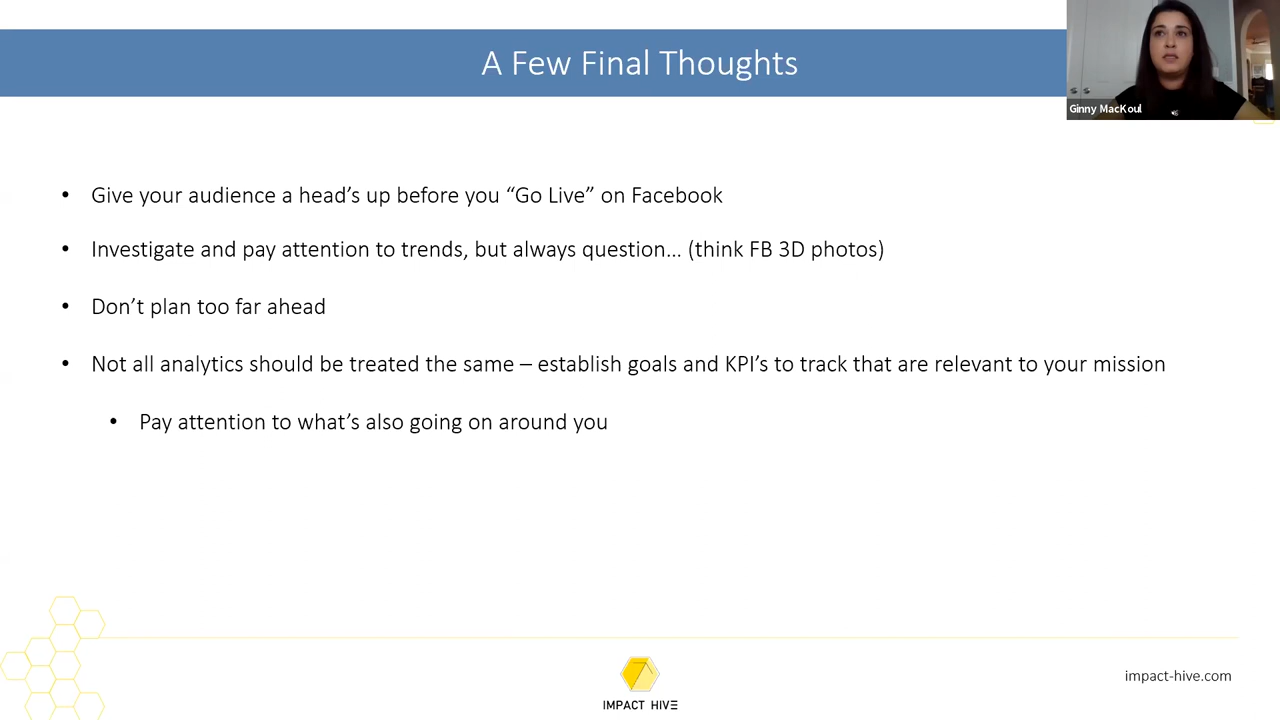 A Few Final Thoughts
Ginny MacKoul
• Give your audience a head’s up before you “Go Live” on Facebook
• Investigate and pay attention to trends, but always question... (think FB 3D photos)
• Don’t plan too far ahead
• Not all analytics should be treated the same – establish goals and KPI’s to track that are relevant to your mission
• Pay attention to what’s also going on around you
IMPACT HIVE
impact-hive.com